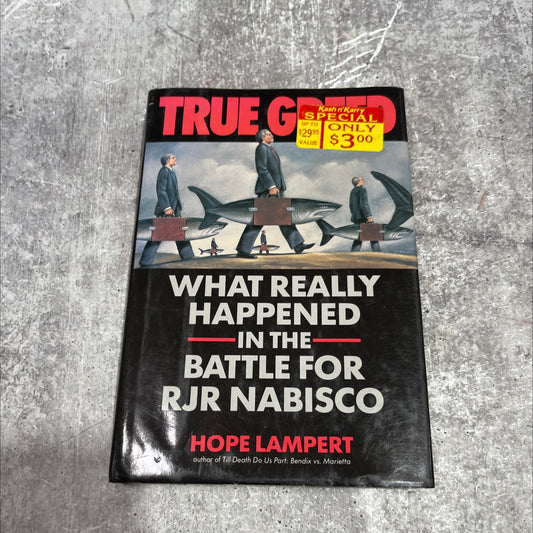 TRUE G
Kash n' Karry
SPECIAL
UP TO
$29.95
VALUE
ONLY
$3.00
WHAT REALLY
HAPPENED
IN THE
BATTLE FOR
RJR NABISCO
HOPE LAMPERT
author of Till Death Do Us Part: Bendix vs. Marietta